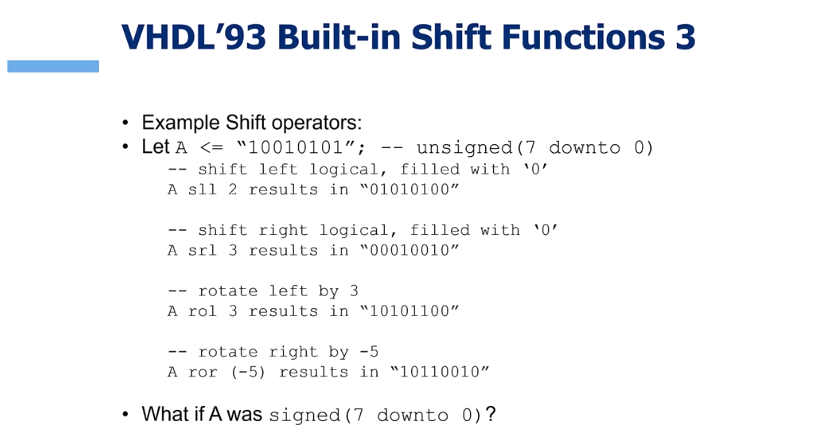 VHDL’93 Built-in Shift Functions 3
• Example Shift operators:
• Let A <= “10010101”; -- unsigned(7 downto 0)
-- shift left logical, filled with ‘0’
A sll 2 results in “01010100”
-- shift right logical, filled with ‘0’
A srl 3 results in “00010010”
-- rotate left by 3
A rol 3 results in “10101100”
-- rotate right by -5
A ror (-5) results in “10110010”
• What if A was signed(7 downto 0)?